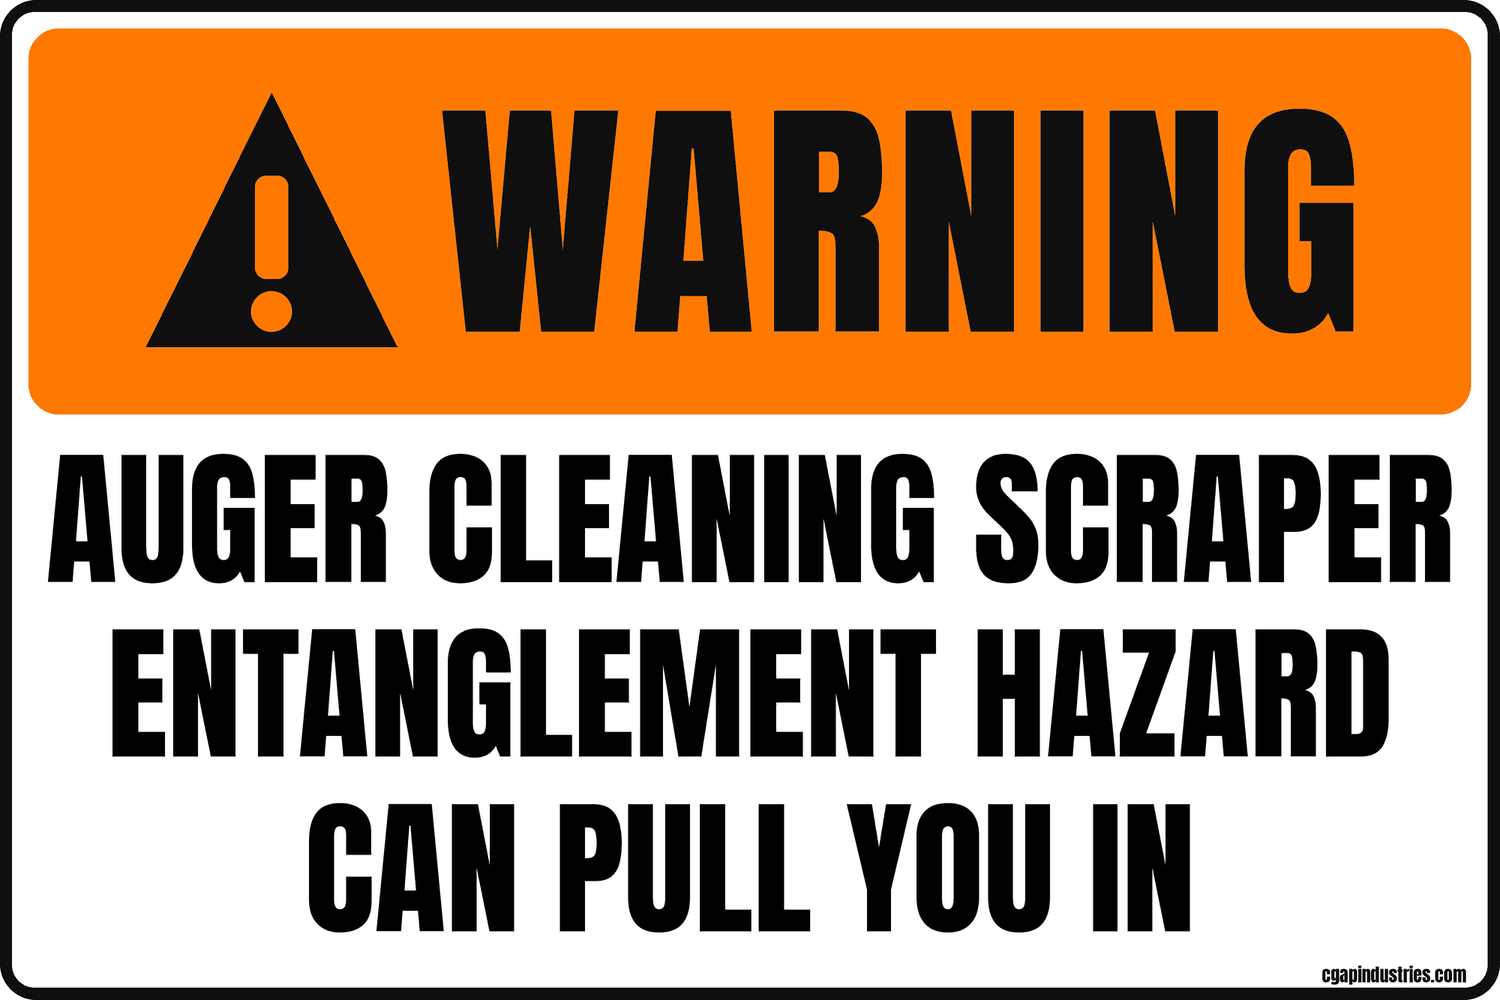 WARNING
AUGER CLEANING SCRAPER
ENTANGLEMENT HAZARD
CAN PULL YOU IN
cgapindustries.com